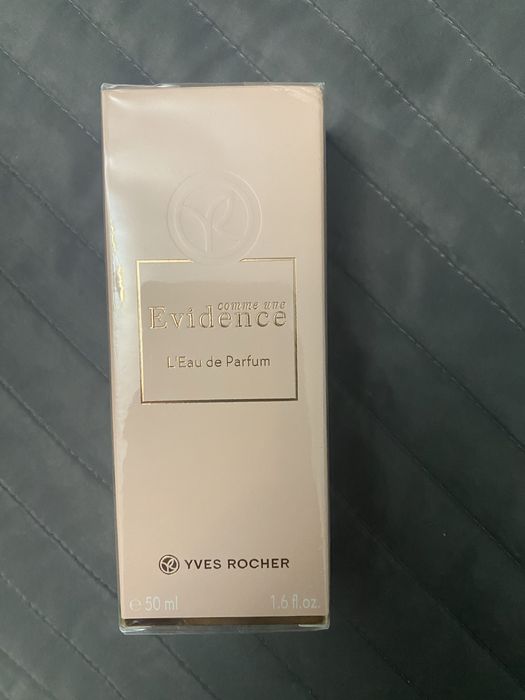 comme une
Evidence
L'Eau de Parfum
YVES ROCHER
e 50 ml 1.6 fl.oz.